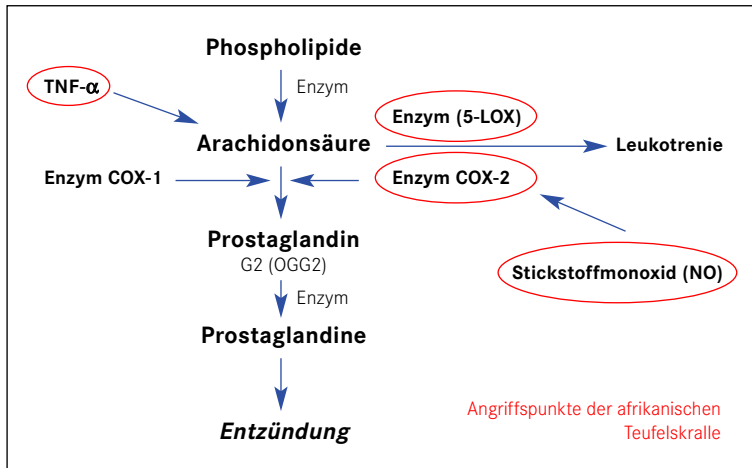 Phospholipide
TNF-α
Enzym
Enzym (5-LOX)
Arachidonsäure
Leukotrenie
Enzym COX-1
Enzym COX-2
Prostaglandin
G2 (OGG2)
Stickstoffmonoxid (NO)
Enzym
Prostaglandine
Entzündung
Angriffspunkte der afrikanischen
Teufelskralle